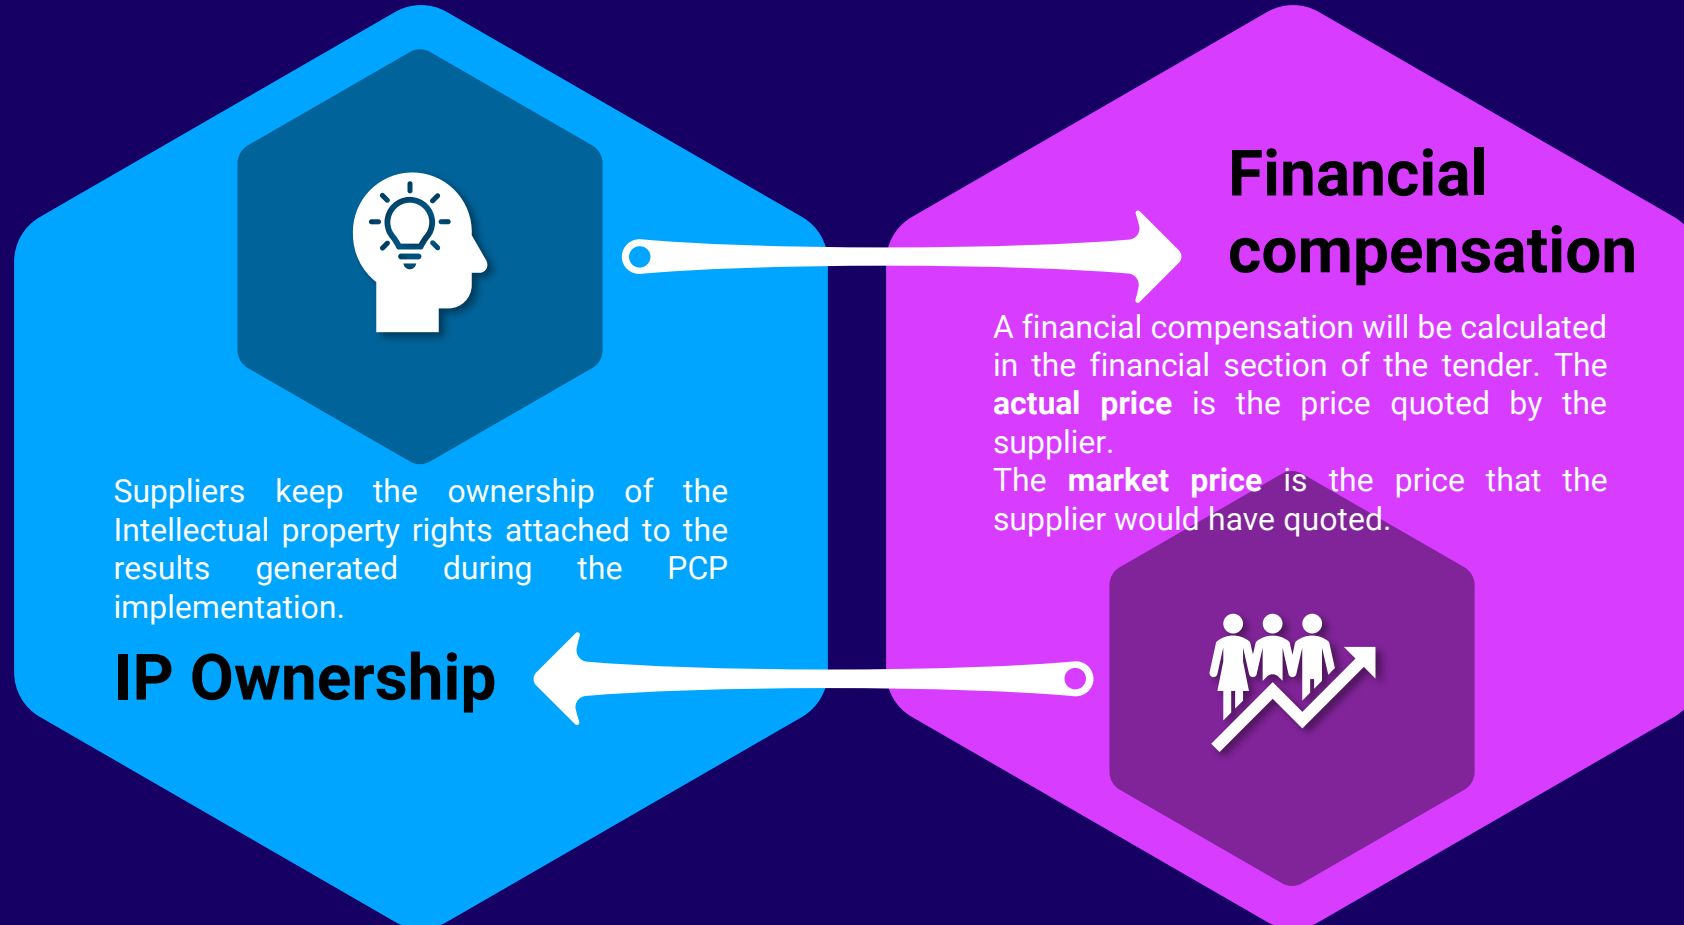 Suppliers keep the ownership of the
Intellectual property rights attached to the
results generated during the PCP
implementation.
IP Ownership
Financial
compensation
A financial compensation will be calculated
in the financial section of the tender. The
actual price is the price quoted by the
supplier.
The market price is the price that the
supplier would have quoted.